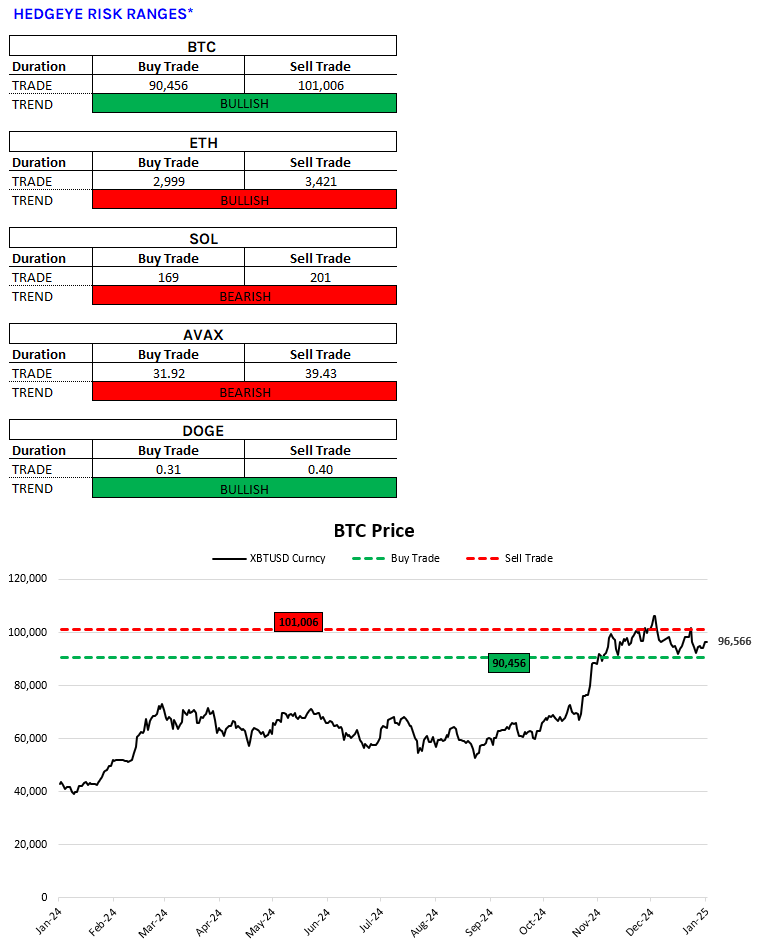 HEDGEYE RISK RANGES*
BTC
Duration Buy Trade Sell Trade
TRADE 90,456 101,006
TREND BULLISH
ETH
Duration Buy Trade Sell Trade
TRADE 2,999 3,421
TREND BULLISH
SOL
Duration Buy Trade Sell Trade
TRADE 169 201
TREND BEARISH
AVAX
Duration Buy Trade Sell Trade
TRADE 31.92 39.43
TREND BEARISH
DOGE
Duration Buy Trade Sell Trade
TRADE 0.31 0.40
TREND BULLISH
BTC Price
XBTUSD Curncy Buy Trade Sell Trade
120,000
101,006
100,000
96,566
90,456
80,000
60,000
40,000
20,000
0
Jan-24 Feb-24 Mar-24 Apr-24 May-24 Jun-24 Jul-24 Aug-24 Sep-24 Oct-24 Nov-24 Dec-24 Jan-25